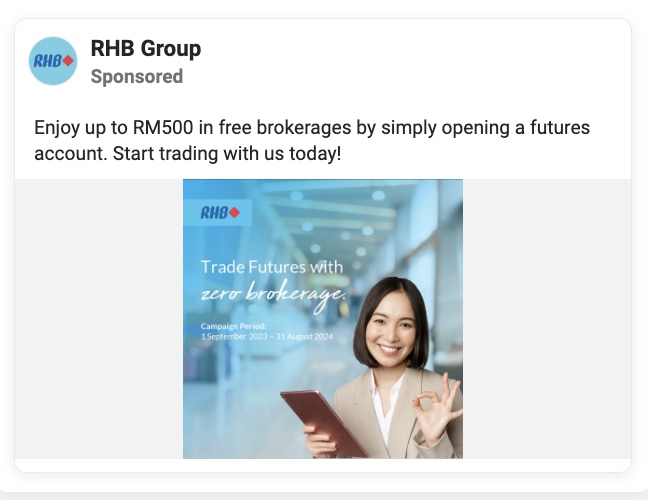 RHB
RHB Group
Sponsored
Enjoy up to RM500 in free brokerages by simply opening a futures
account. Start trading with us today!
RHB
Trade Futures with
zero brokerage.
Campaign Period:
1 September 2023 – 31 August 2024